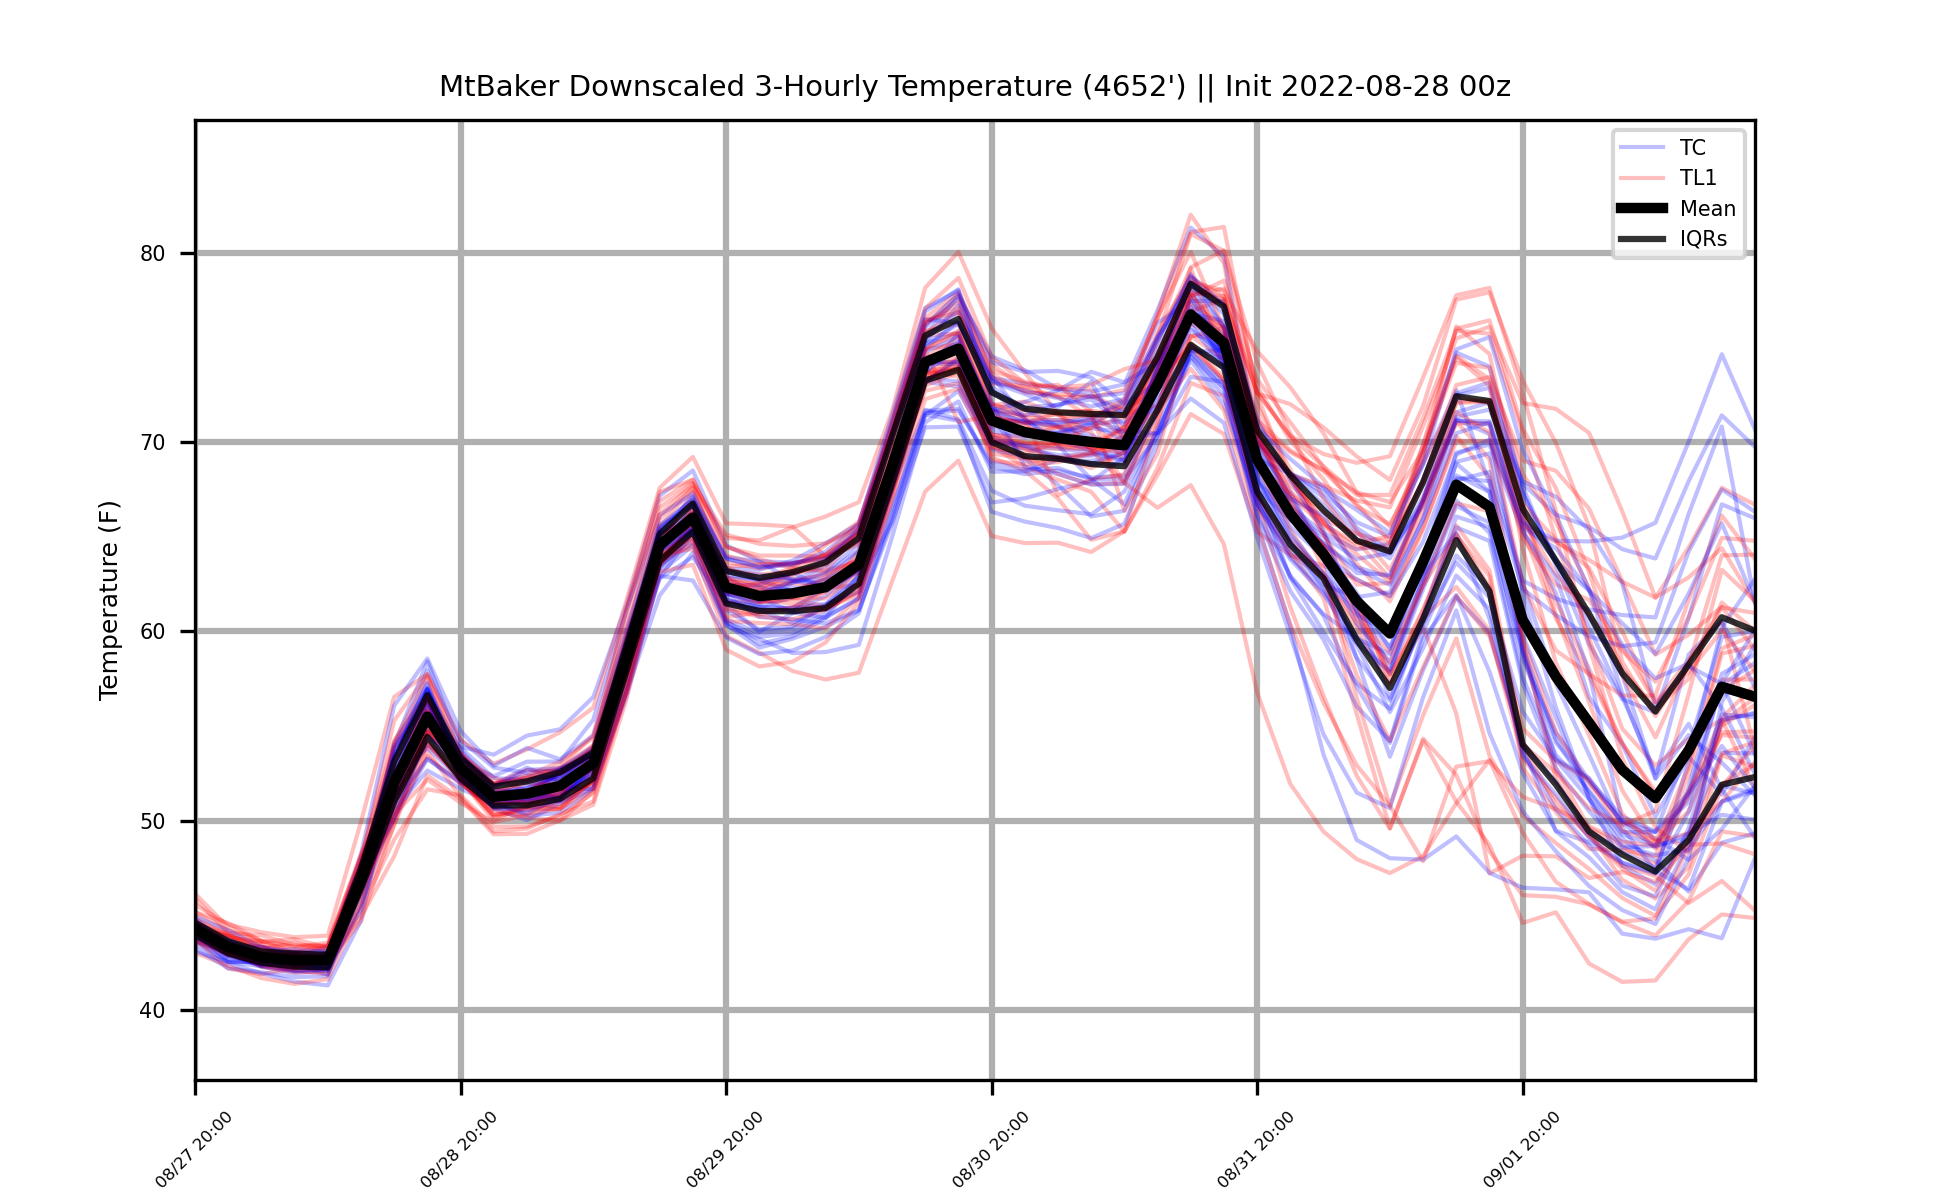 MtBaker Downscaled 3-Hourly Temperature (4652') || Init 2022-08-28 00z
TC
TL1
Mean
IQRs
Temperature (F)
80
70
60
50
40
08/27 20:00
08/28 20:00
08/29 20:00
08/30 20:00
08/31 20:00
09/01 20:00